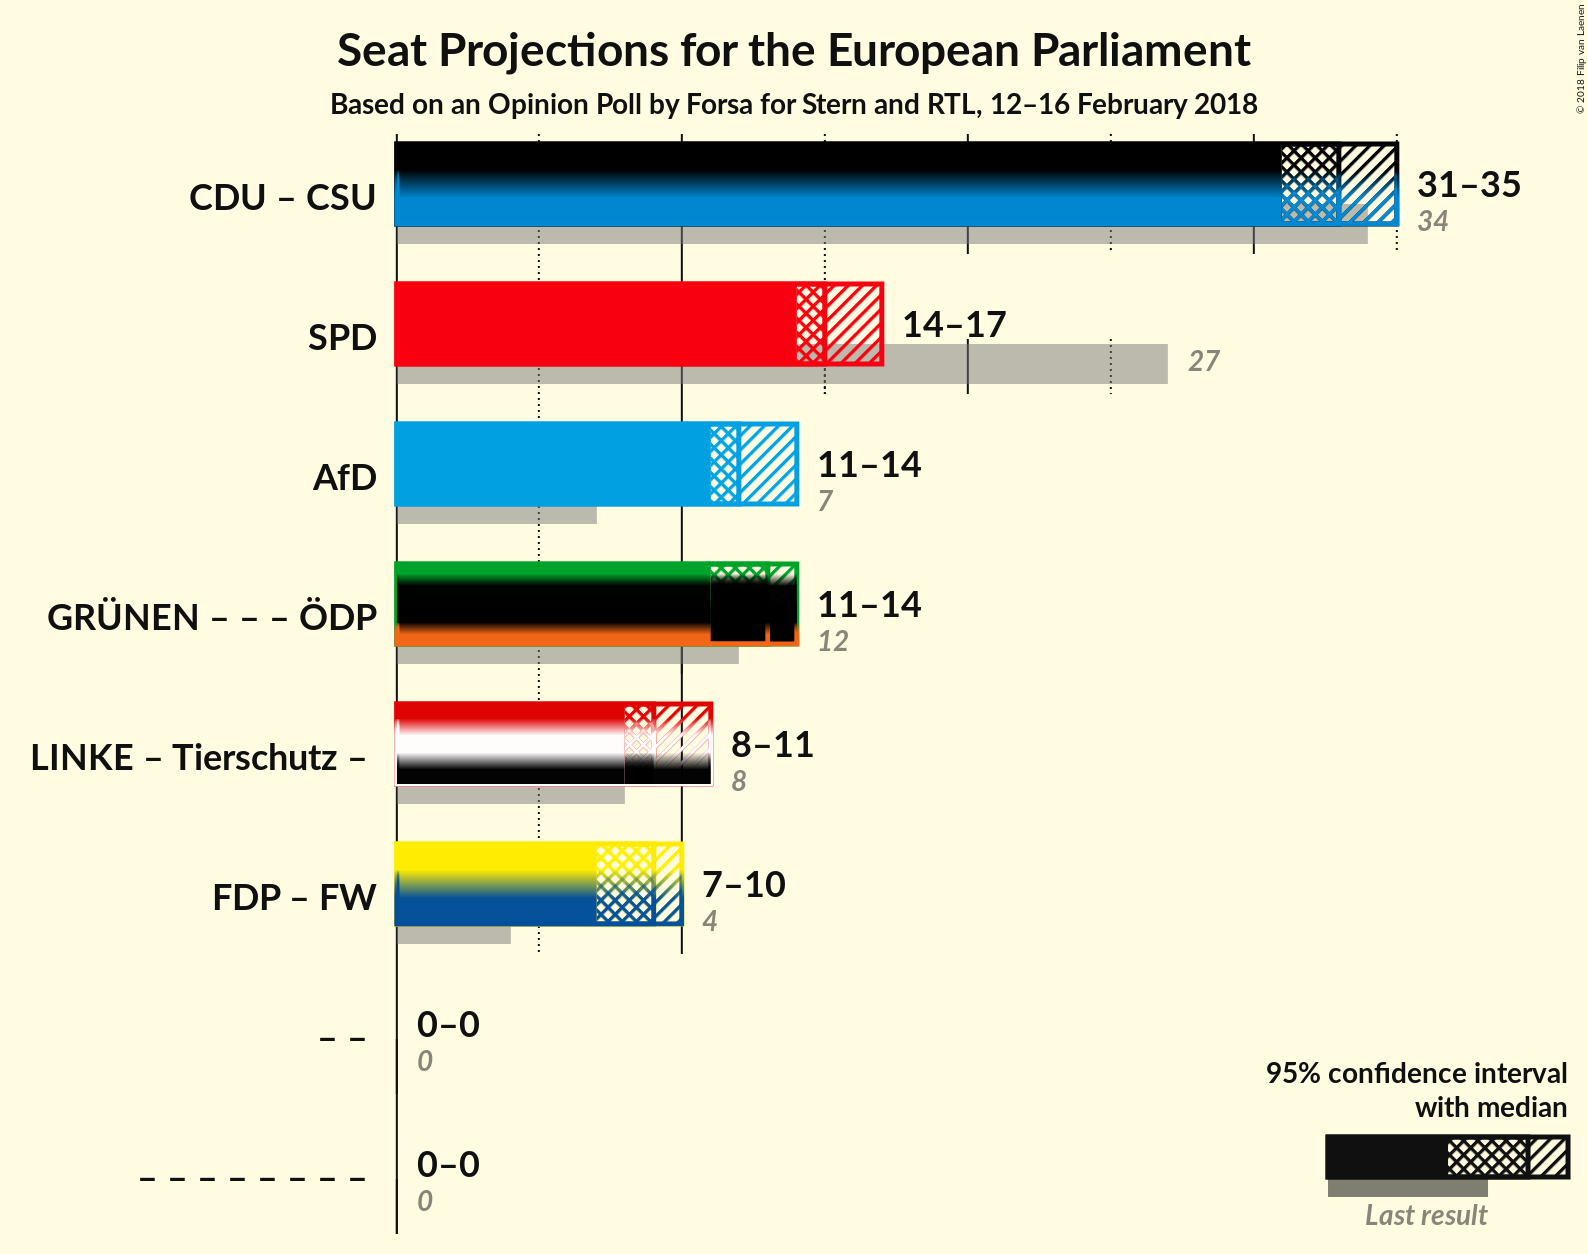 Seat Projections for the European Parliament
Based on an Opinion Poll by Forsa for Stern and RTL, 12–16 February 2018
© 2018 Filip van Laenen
CDU – CSU
31–35
34
SPD
14–17
27
AfD
11–14
7
GRÜNEN – – – ÖDP
11–14
12
LINKE – Tierschutz –
8–11
8
FDP – FW
7–10
4
– –
0–0
0
– – – – – – – –
0–0
0
95% confidence interval
with median
Last result